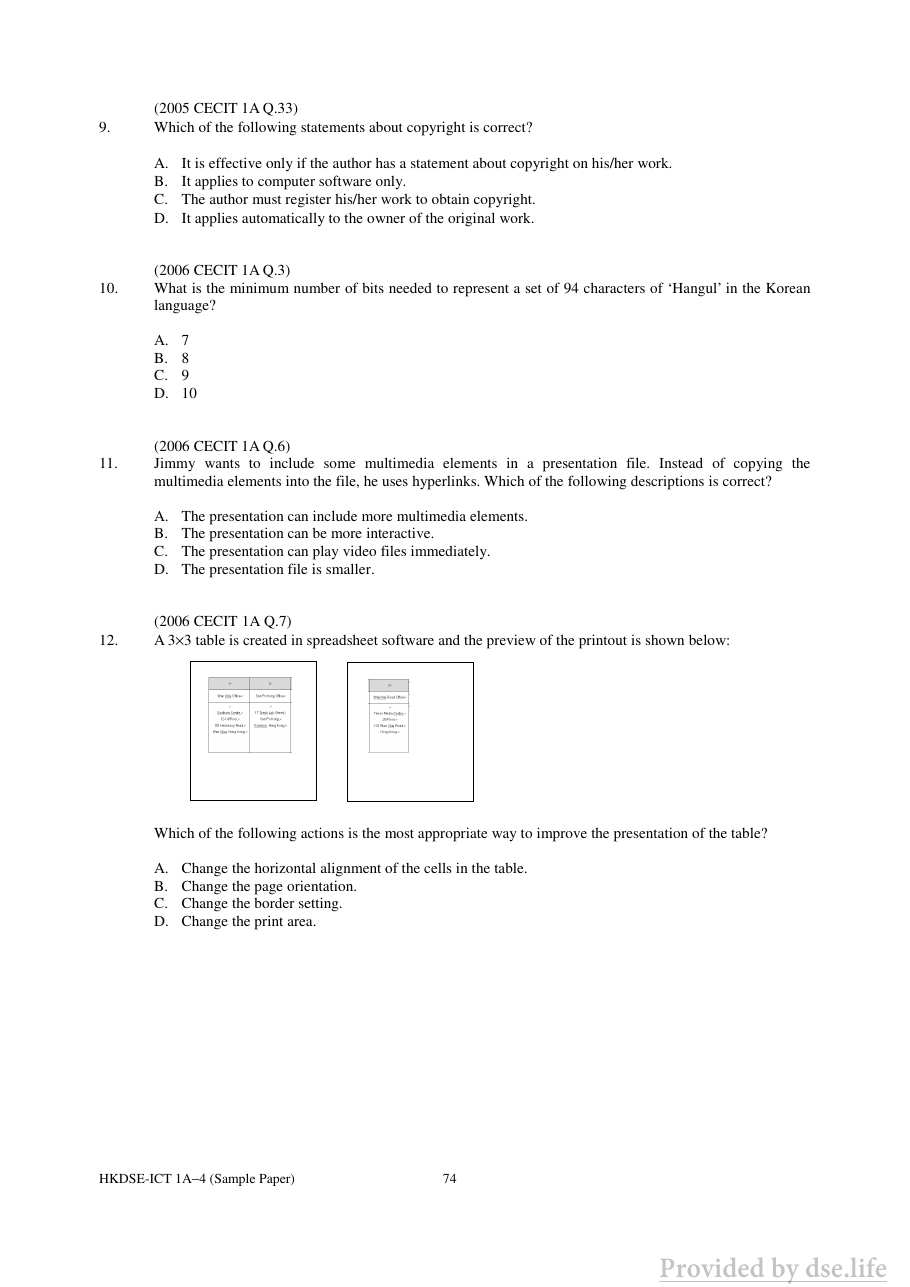 (2005 CECIT 1A Q.33)
9. Which of the following statements about copyright is correct?
A. It is effective only if the author has a statement about copyright on his/her work.
B. It applies to computer software only.
C. The author must register his/her work to obtain copyright.
D. It applies automatically to the owner of the original work.
(2006 CECIT 1A Q.3)
10. What is the minimum number of bits needed to represent a set of 94 characters of ‘Hangul’ in the Korean
language?
A. 7
B. 8
C. 9
D. 10
(2006 CECIT 1A Q.6)
11. Jimmy wants to include some multimedia elements in a presentation file. Instead of copying the
multimedia elements into the file, he uses hyperlinks. Which of the following descriptions is correct?
A. The presentation can include more multimedia elements.
B. The presentation can be more interactive.
C. The presentation can play video files immediately.
D. The presentation file is smaller.
(2006 CECIT 1A Q.7)
12. A 3×3 table is created in spreadsheet software and the preview of the printout is shown below:
Which of the following actions is the most appropriate way to improve the presentation of the table?
A. Change the horizontal alignment of the cells in the table.
B. Change the page orientation.
C. Change the border setting.
D. Change the print area.
HKDSE-ICT 1A–4 (Sample Paper) 74
Provided by dse.life